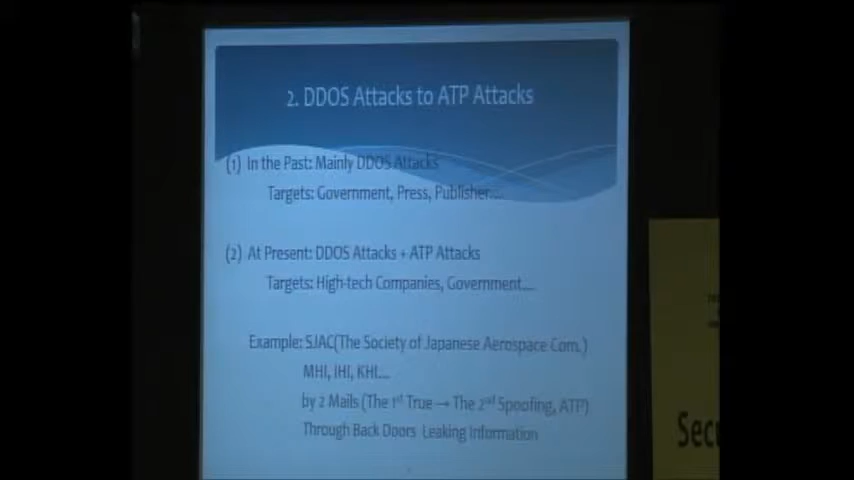 2. DDOS Attacks to ATP Attacks
(1) In the Past: Mainly DDOS Attacks
Targets: Government, Press, Publisher....
(2) At Present: DDOS Attacks + ATP Attacks
Targets: High-tech Companies, Government....
Example: SJAC(The Society of Japanese Aerospace Com.)
MHI, IHI, KHI....
by 2 Mails (The 1st True → The 2nd Spoofing, ATP)
Through Back Doors Leaking Information